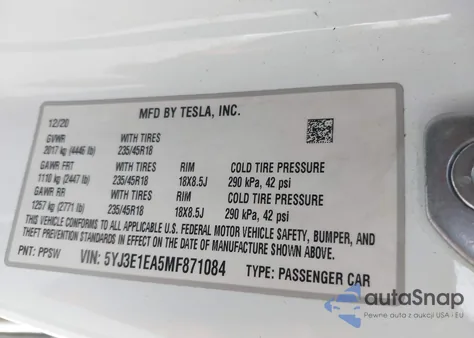 MFD BY TESLA, INC.
12/20
GVWR WITH TIRES
2017 kg (4446 lb) 235/45R18
GAWR FRT WITH TIRES RIM COLD TIRE PRESSURE
1110 kg (2447 lb) 235/45R18 18X8.5J 290 kPa, 42 psi
GAWR RR WITH TIRES RIM COLD TIRE PRESSURE
1257 kg (2771 lb) 235/45R18 18X8.5J 290 kPa, 42 psi
THIS VEHICLE CONFORMS TO ALL APPLICABLE U.S. FEDERAL MOTOR VEHICLE SAFETY, BUMPER, AND
THEFT PREVENTION STANDARDS IN EFFECT ON THE DATE OF MANUFACTURE SHOWN ABOVE.
PNT: PPSW VIN: 5YJ3E1EA5MF871084 TYPE: PASSENGER CAR
autaSnap
Pewne auta z aukcji USA i EU